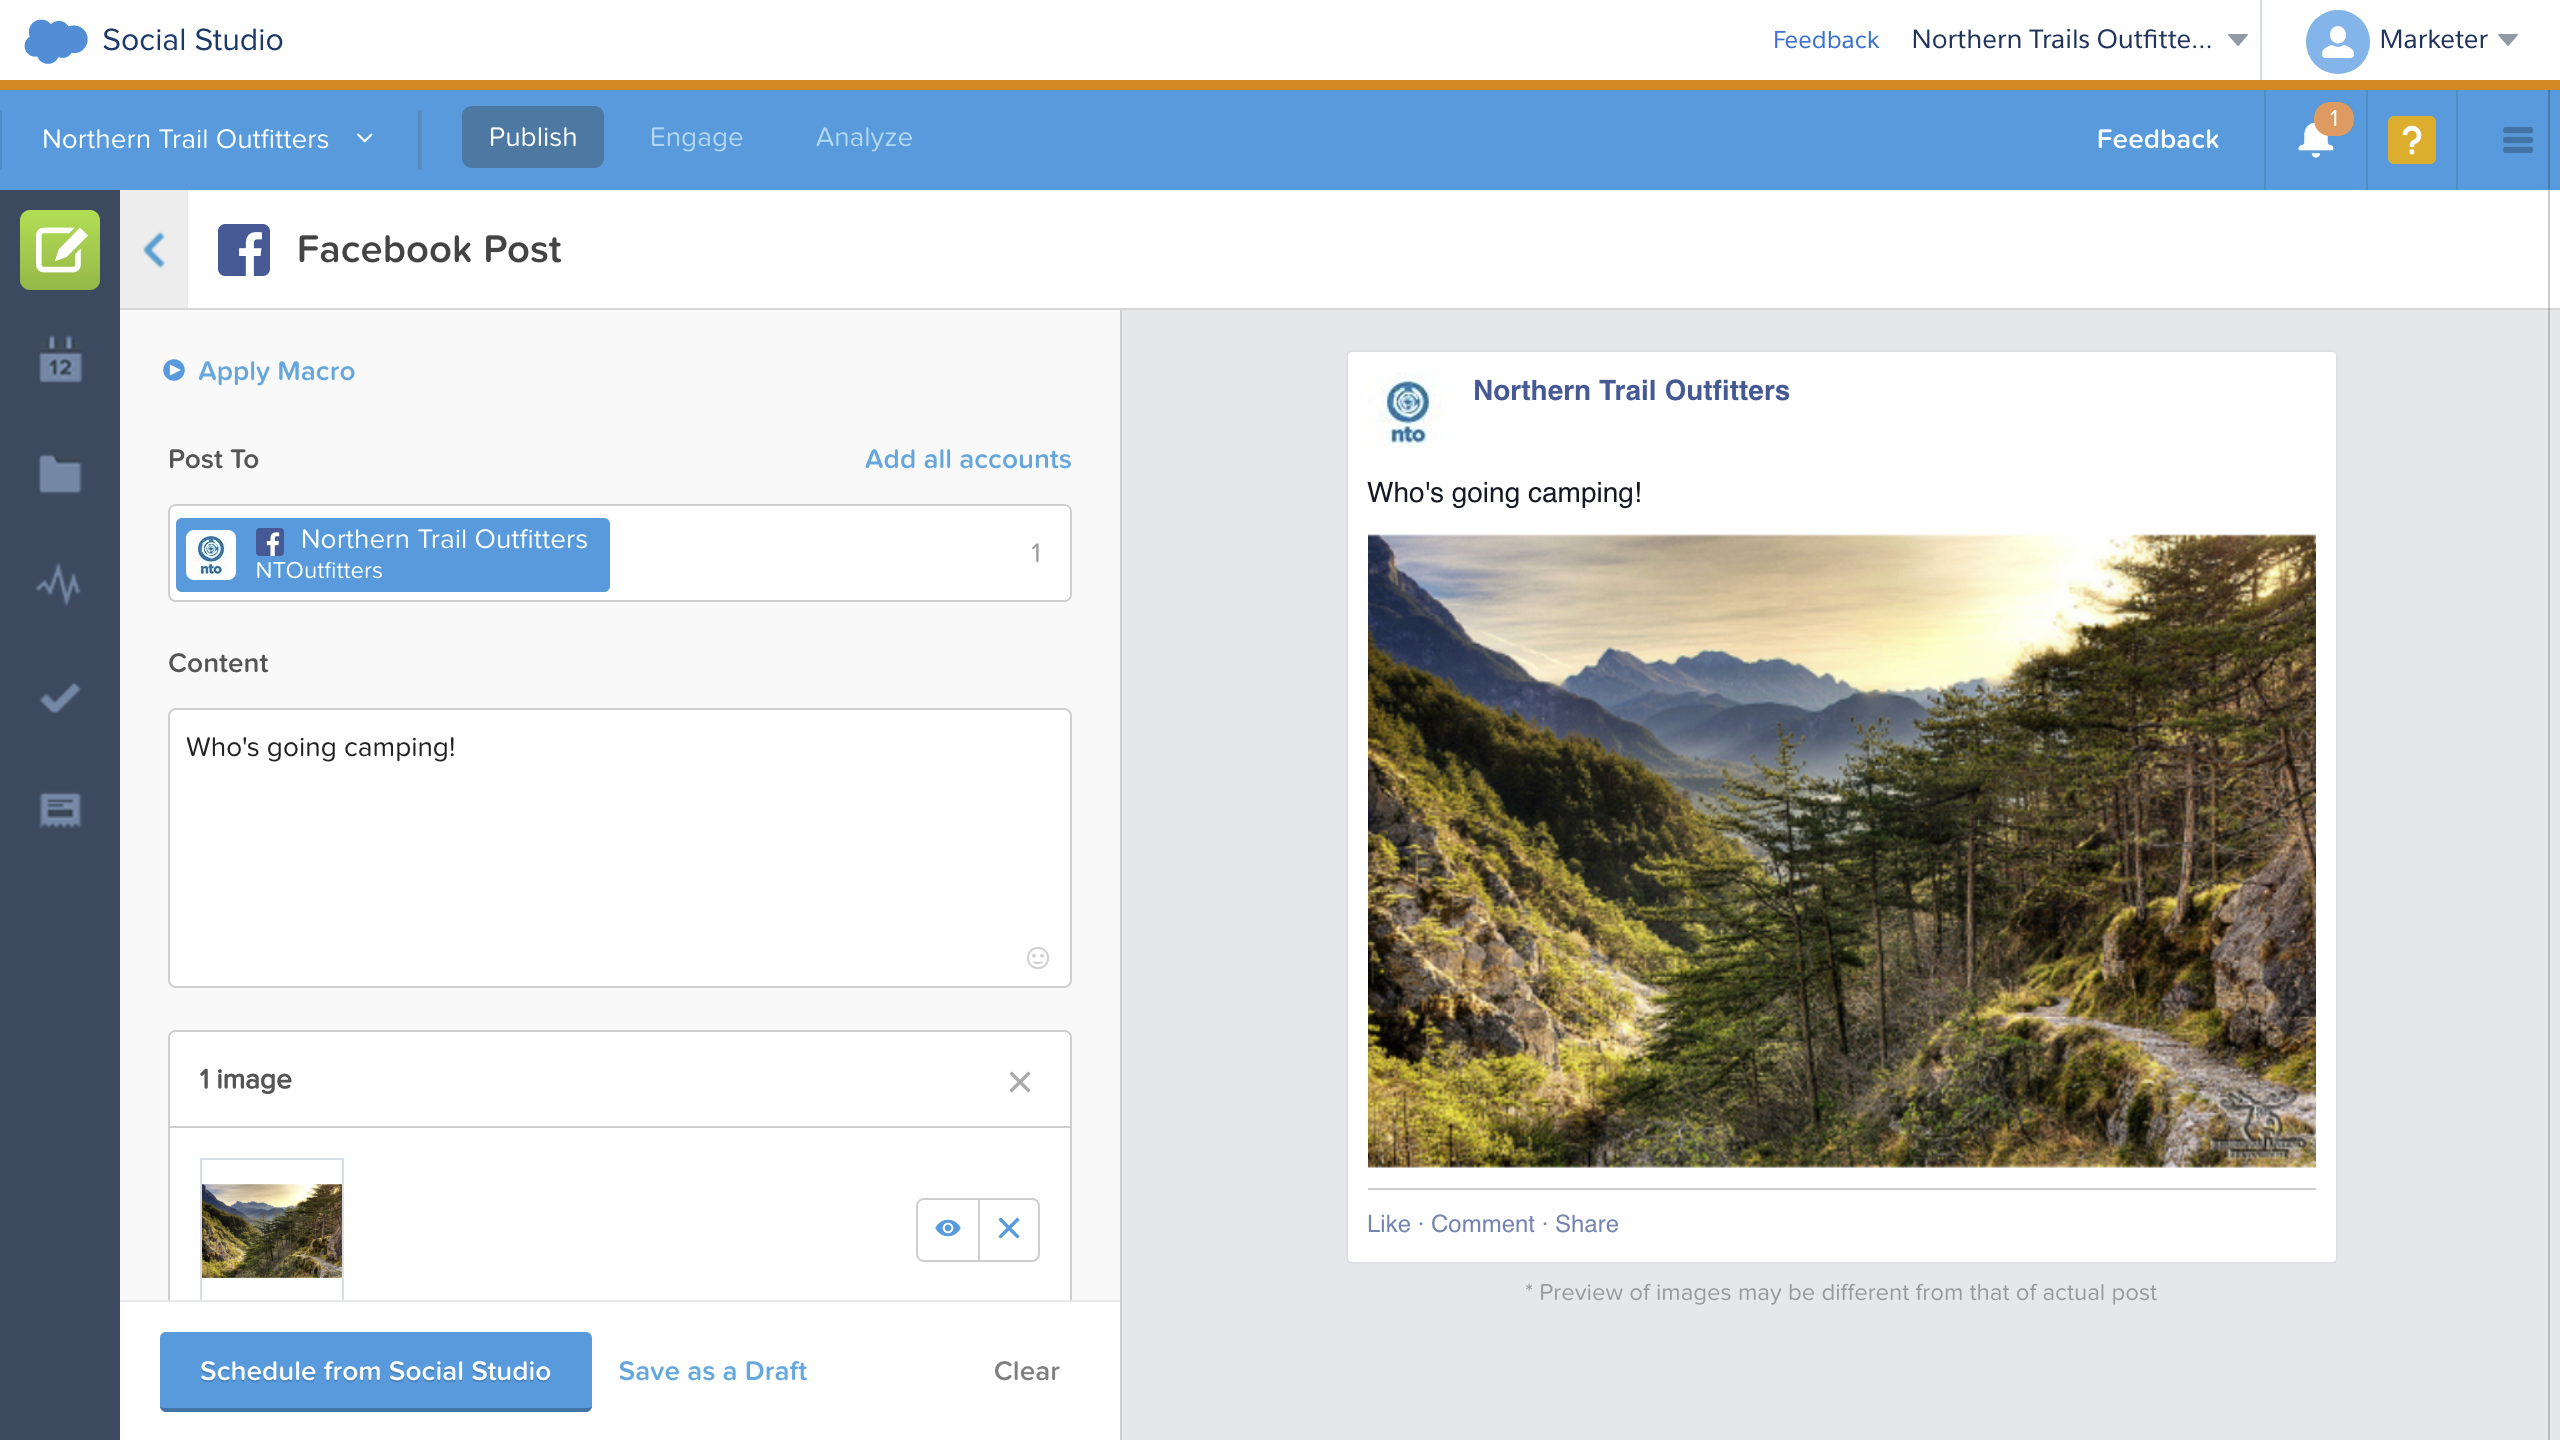 Social Studio
Feedback
Northern Trails Outfitte...
Marketer
Northern Trail Outfitters
Publish
Engage
Analyze
Feedback
1
?
Facebook Post
12
Apply Macro
Post To
Add all accounts
nto
Northern Trail Outfitters
NTOutfitters
1
Content
Who's going camping!
1 image
Schedule from Social Studio
Save as a Draft
Clear
nto
Northern Trail Outfitters
Who's going camping!
Like · Comment · Share
* Preview of images may be different from that of actual post